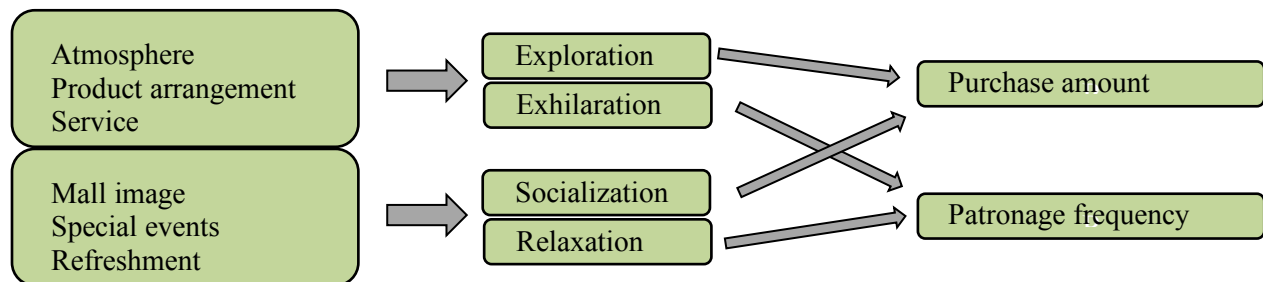 Atmosphere
Product arrangement
Service
Mall image
Special events
Refreshment
Exploration
Exhilaration
Socialization
Relaxation
Purchase amount
Patronage frequency